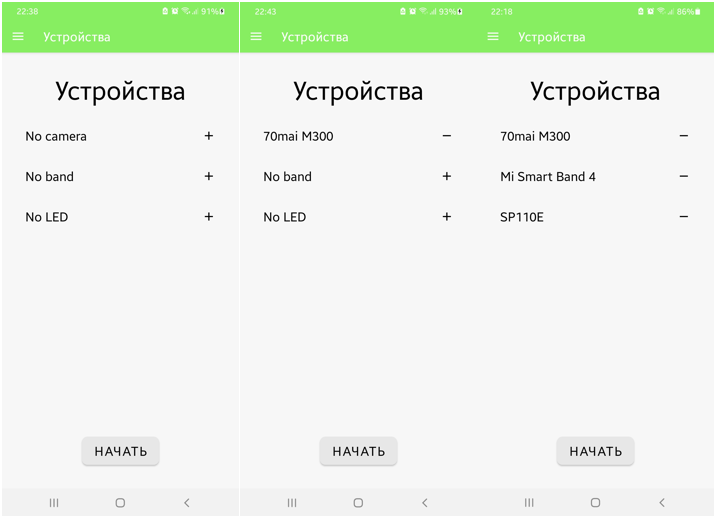 22:38 91%
Устройства
Устройства
No camera +
No band +
No LED +
НАЧАТЬ
22:43 93%
Устройства
Устройства
70mai M300 −
No band +
No LED +
НАЧАТЬ
22:18 86%
Устройства
Устройства
70mai M300 −
Mi Smart Band 4 −
SP110E −
НАЧАТЬ